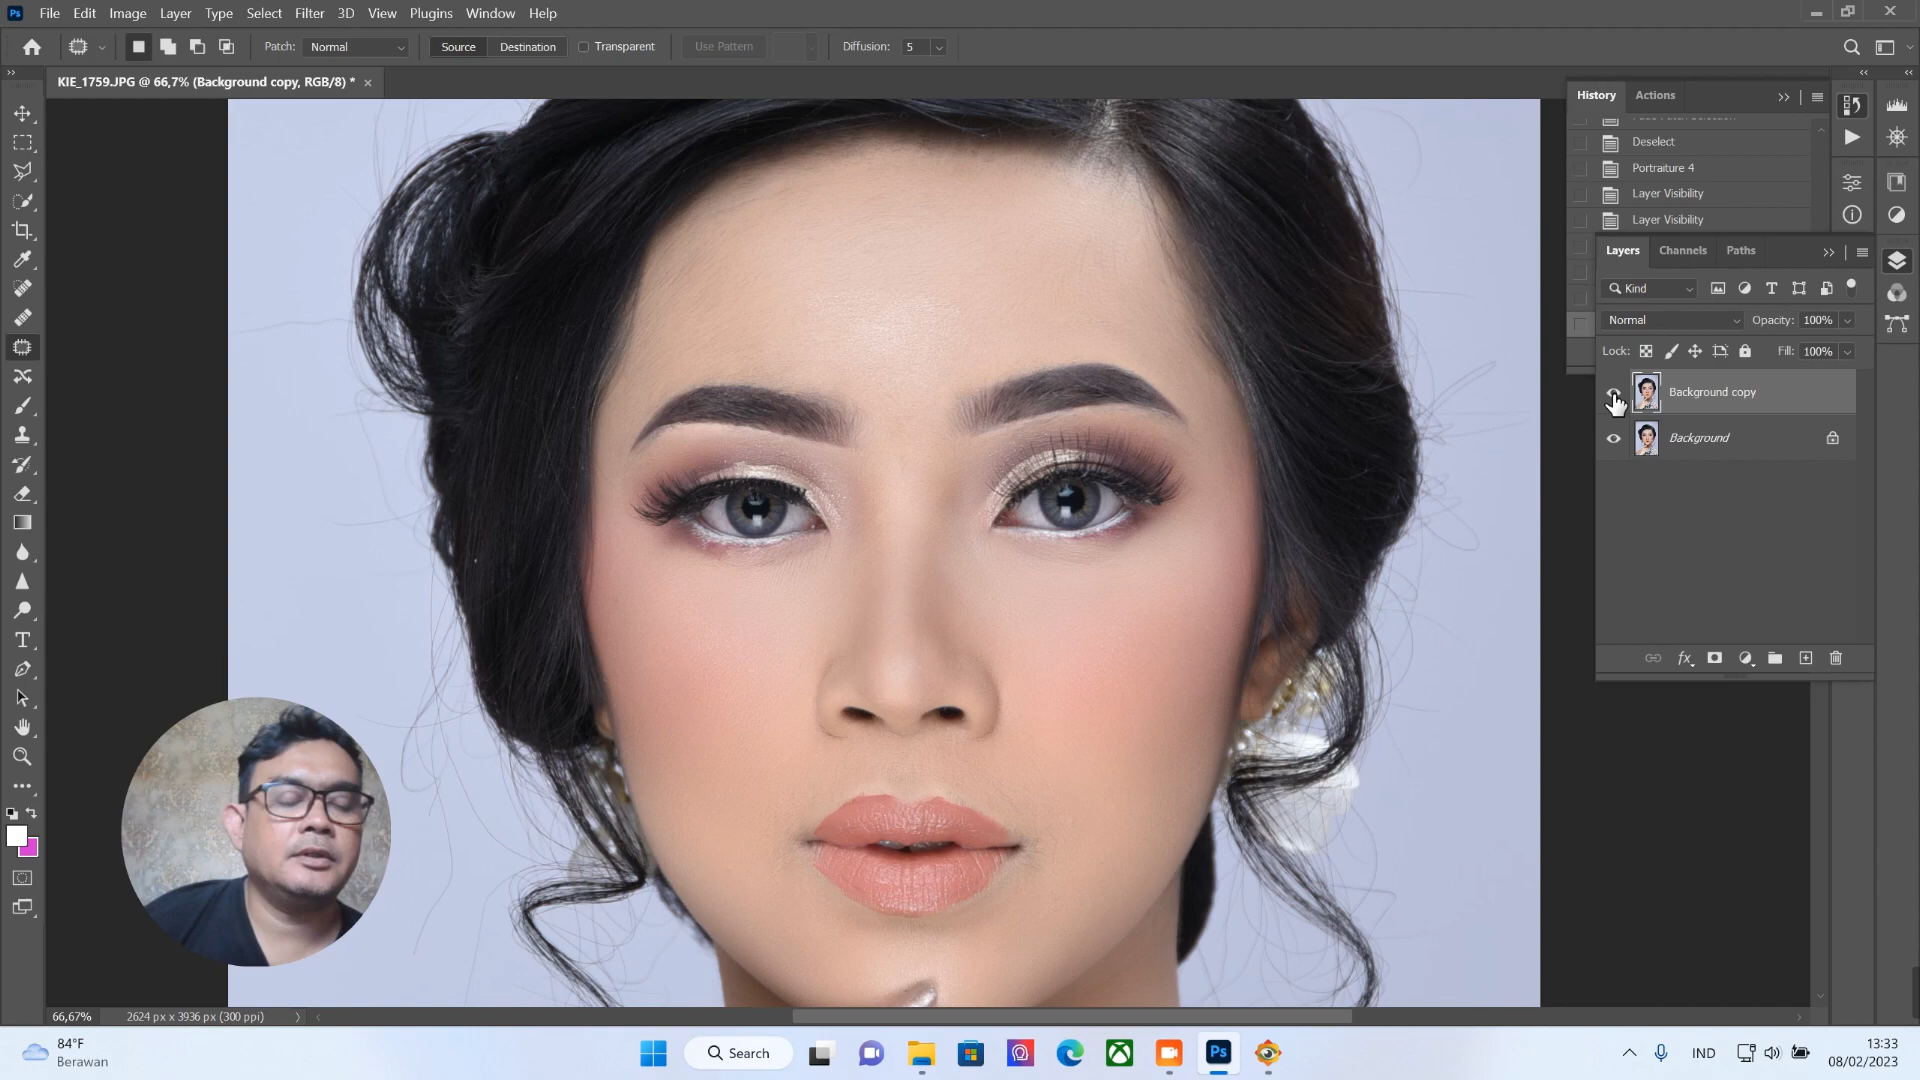 Ps File Edit Image Layer Type Select Filter 3D View Plugins Window Help
Patch: Normal Source Destination Transparent Use Pattern Diffusion: 5
KIE_1759.JPG @ 66,7% (Background copy, RGB/8) *
History Actions
Deselect
Portraiture 4
Layer Visibility
Layer Visibility
Layers Channels Paths
Kind
Normal Opacity: 100%
Lock: Fill: 100%
Background copy
Background
66,67% 2624 px x 3936 px (300 ppi)
84°F
Berawan
Search
Ps
IND
13:33
08/02/2023